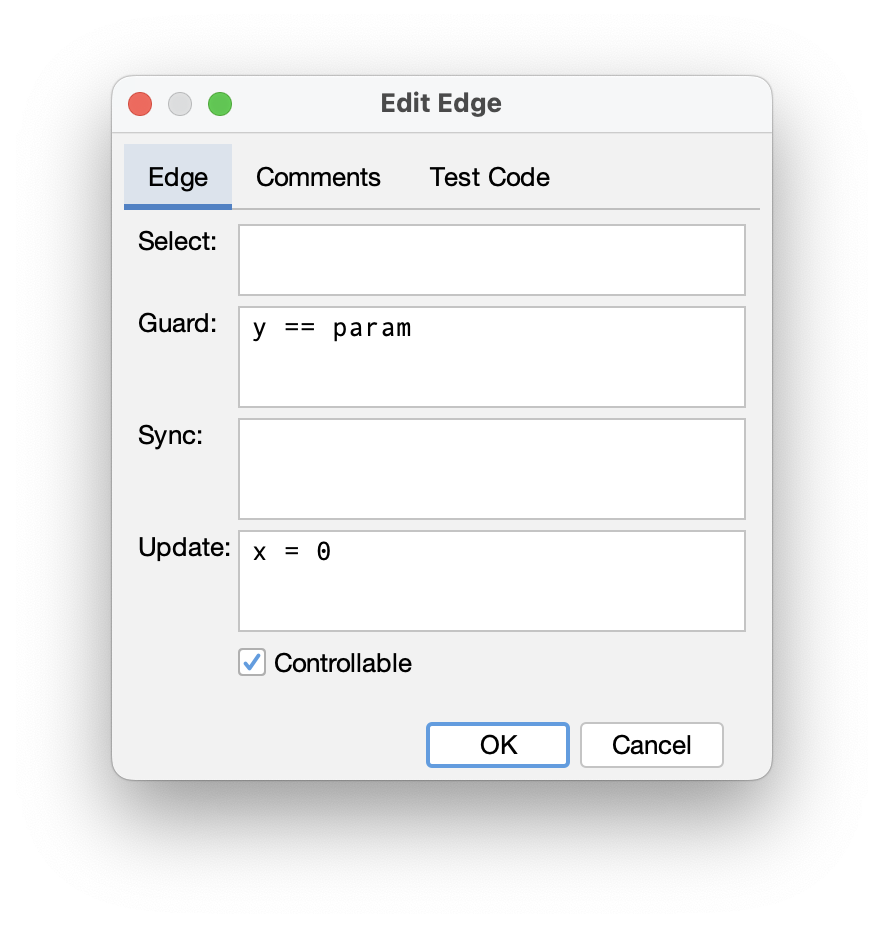 Edit Edge
Edge Comments Test Code
Select:
Guard: y == param
Sync:
Update: x = 0
Controllable
OK Cancel